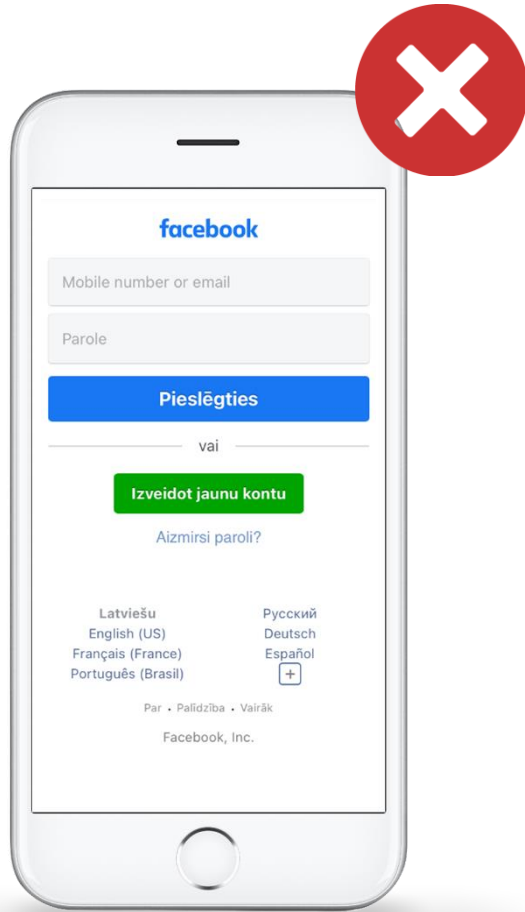 facebook
Mobile number or email
Parole
Pieslēgties
vai
Izveidot jaunu kontu
Aizmirsi paroli?
Latviešu
English (US)
Français (France)
Português (Brasil)
Русский
Deutsch
Español
+
Par • Palīdzība • Vairāk
Facebook, Inc.